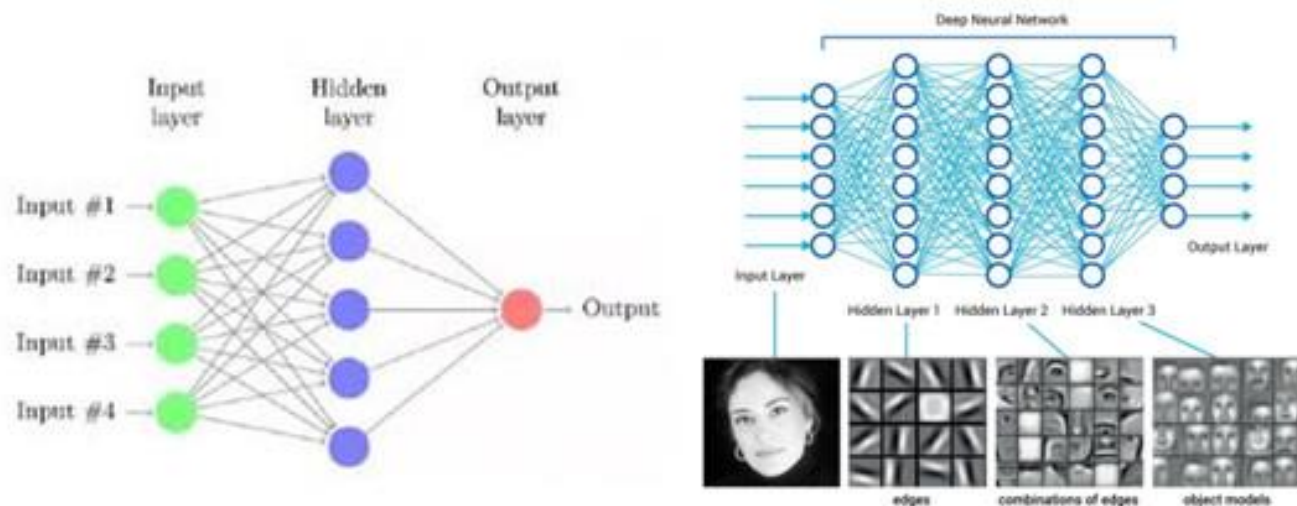 Input
layer
Hidden
layer
Output
layer
Input #1
Input #2
Input #3
Input #4
Output
Deep Neural Network
Input Layer
Output Layer
Hidden Layer 1
Hidden Layer 2
Hidden Layer 3
edges
combinations of edges
object models